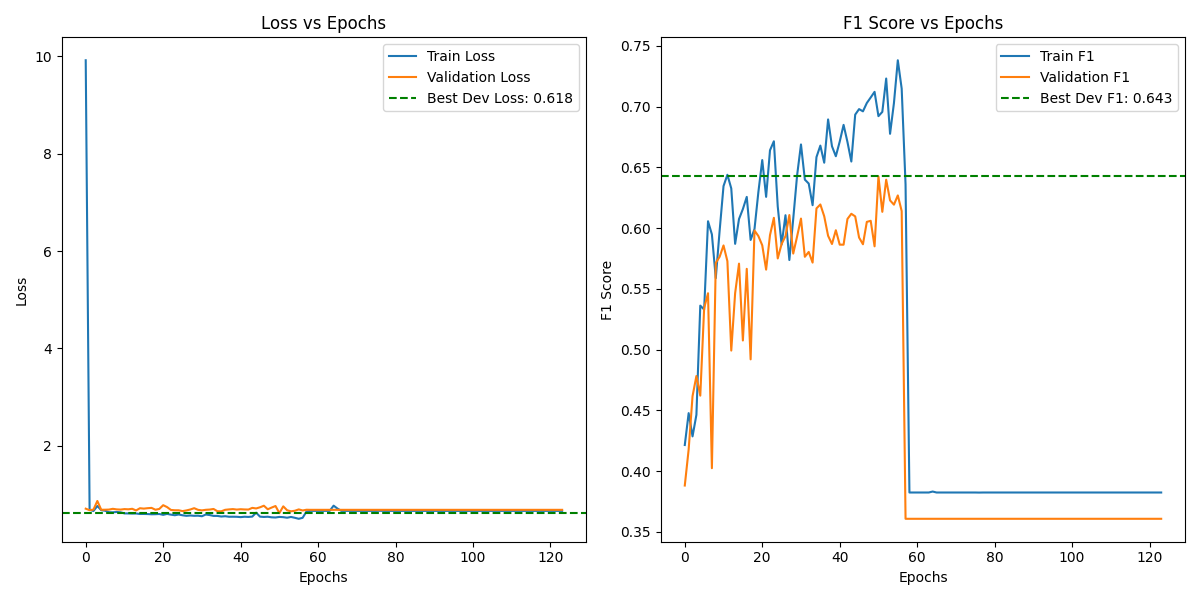 Loss vs Epochs
Train Loss
Validation Loss
Best Dev Loss: 0.618
10
8
6
4
2
Loss
0
20
40
60
80
100
120
Epochs
F1 Score vs Epochs
Train F1
Validation F1
Best Dev F1: 0.643
0.75
0.70
0.65
0.60
0.55
0.50
0.45
0.40
0.35
F1 Score
0
20
40
60
80
100
120
Epochs